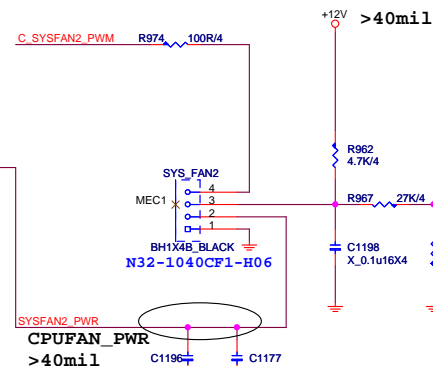 +12V >40mil
C_SYSFAN2_PWM R974 100R/4
R962
4.7K/4
SYS_FAN2
4
MEC1 3
2
1
R967 27K/4
BH1X4B_BLACK
N32-1040CF1-H06
C1198
X_0.1u16X4
SYSFAN2_PWR
CPUFAN_PWR
>40mil
C1196 C1177